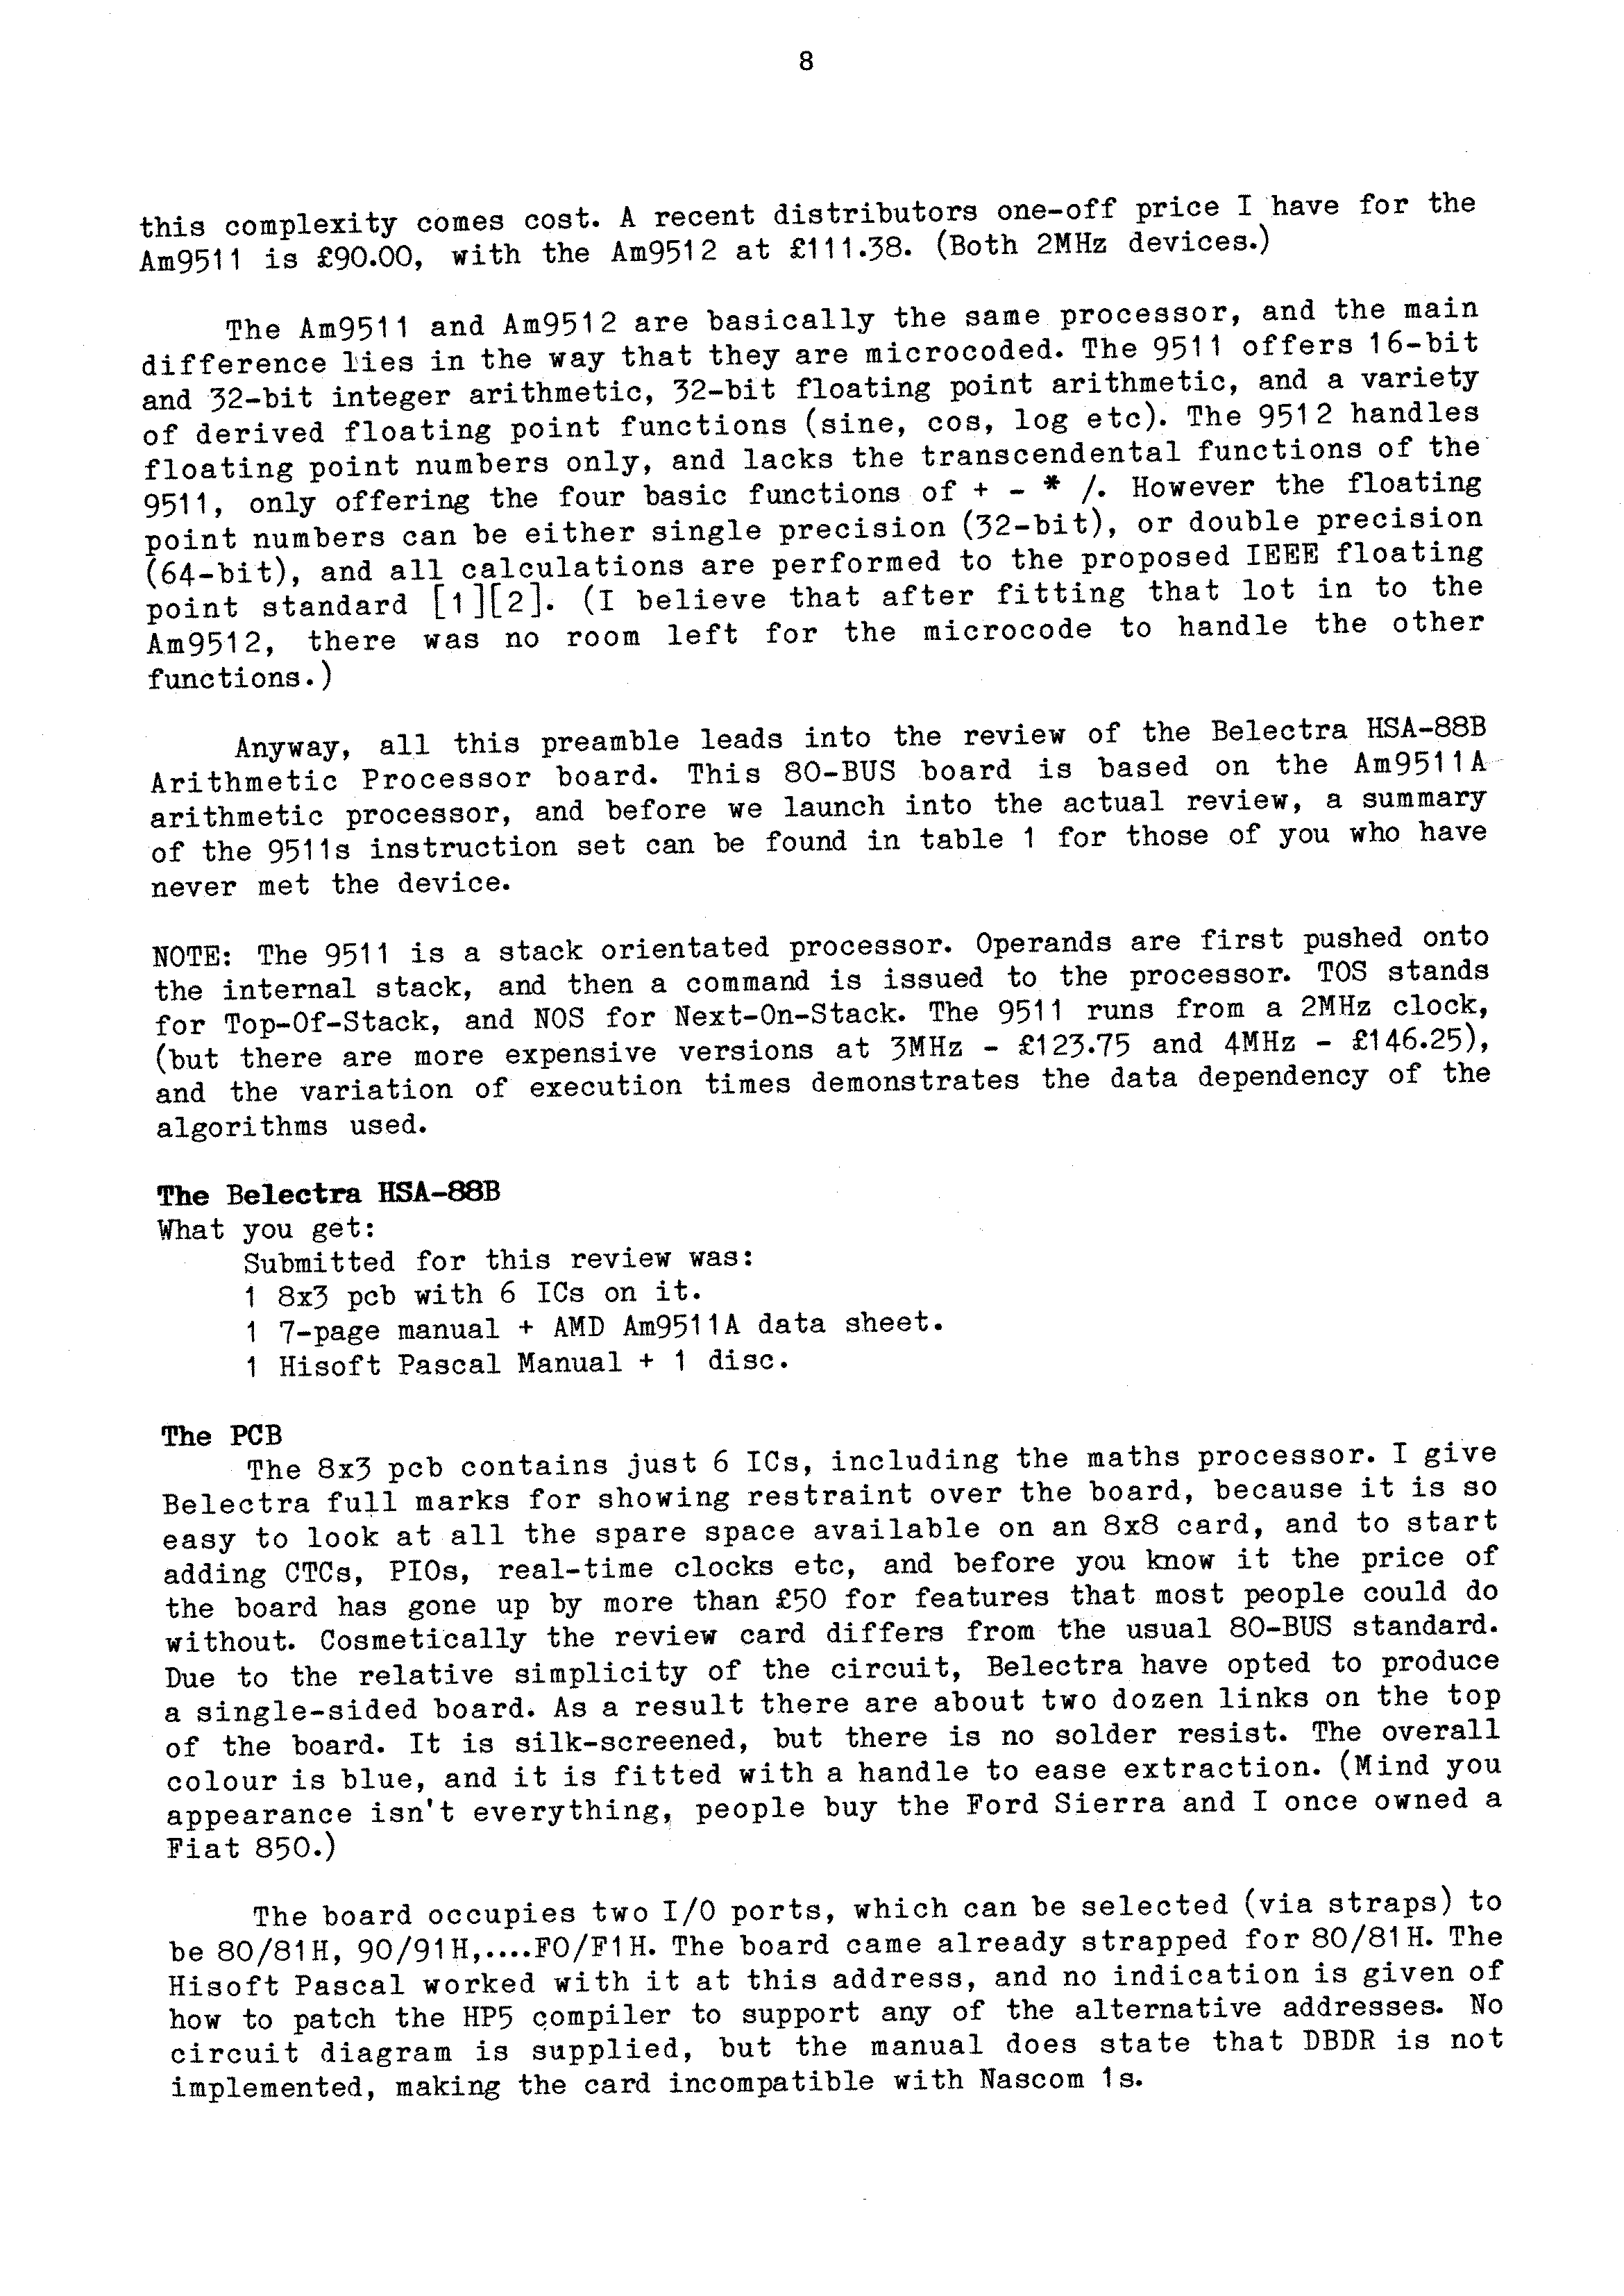 8
this complexity comes cost. A recent distributors one-off price I have for the
Am9511 is £90.00, with the Am9512 at £111.38. (Both 2MHz devices.)
The Am9511 and Am9512 are basically the same processor, and the main
difference lies in the way that they are microcoded. The 9511 offers 16-bit
and 32-bit integer arithmetic, 32-bit floating point arithmetic, and a variety
of derived floating point functions (sine, cos, log etc). The 9512 handles
floating point numbers only, and lacks the transcendental functions of the
9511, only offering the four basic functions of + - * /. However the floating
point numbers can be either single precision (32-bit), or double precision
(64-bit), and all calculations are performed to the proposed IEEE floating
point standard [1][2]. (I believe that after fitting that lot in to the
Am9512, there was no room left for the microcode to handle the other
functions.)
Anyway, all this preamble leads into the review of the Belectra HSA-88B
Arithmetic Processor board. This 80-BUS board is based on the Am9511A
arithmetic processor, and before we launch into the actual review, a summary
of the 9511s instruction set can be found in table 1 for those of you who have
never met the device.
NOTE: The 9511 is a stack orientated processor. Operands are first pushed onto
the internal stack, and then a command is issued to the processor. TOS stands
for Top-Of-Stack, and NOS for Next-On-Stack. The 9511 runs from a 2MHz clock,
(but there are more expensive versions at 3MHz - £123.75 and 4MHz - £146.25),
and the variation of execution times demonstrates the data dependency of the
algorithms used.
The Belectra HSA-88B
What you get:
Submitted for this review was:
1 8x3 pcb with 6 ICs on it.
1 7-page manual + AMD Am9511A data sheet.
1 Hisoft Pascal Manual + 1 disc.
The PCB
The 8x3 pcb contains just 6 ICs, including the maths processor. I give
Belectra full marks for showing restraint over the board, because it is so
easy to look at all the spare space available on an 8x8 card, and to start
adding CTCs, PIOs, real-time clocks etc, and before you know it the price of
the board has gone up by more than £50 for features that most people could do
without. Cosmetically the review card differs from the usual 80-BUS standard.
Due to the relative simplicity of the circuit, Belectra have opted to produce
a single-sided board. As a result there are about two dozen links on the top
of the board. It is silk-screened, but there is no solder resist. The overall
colour is blue, and it is fitted with a handle to ease extraction. (Mind you
appearance isn't everything, people buy the Ford Sierra and I once owned a
Fiat 850.)
The board occupies two I/O ports, which can be selected (via straps) to
be 80/81H, 90/91H,....F0/F1H. The board came already strapped for 80/81H. The
Hisoft Pascal worked with it at this address, and no indication is given of
how to patch the HP5 compiler to support any of the alternative addresses. No
circuit diagram is supplied, but the manual does state that DBDR is not
implemented, making the card incompatible with Nascom 1s.